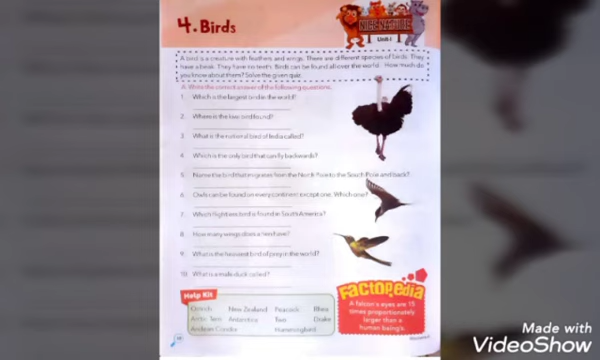 4. Birds
NICE NATURE
Unit-I
A bird is a creature with feathers and wings. There are different species of birds. They
have a beak. They have no teeth. Birds can be found all over the world. How much do
you know about them? Solve the given quiz.
A. Write the correct answer of the following questions.
1. Which is the largest bird in the world?
2. Where is the kiwi bird found?
3. What is the national bird of India called?
4. Which is the only bird that can fly backwards?
5. Name the bird that migrates from the North Pole to the South Pole and back?
6. Owls can be found on every continent except one. Which one?
7. Which flightless bird is found in South America?
8. How many wings does a hen have?
9. What is the heaviest bird of prey in the world?
10. What is a male duck called?
Help Kit
Ostrich New Zealand Peacock Rhea
Arctic Tern Antarctica Two Drake
Andean Condor Hummingbird
Factopedia
A falcon's eyes are 15
times proportionately
larger than a
human being's.
Made with
VideoShow